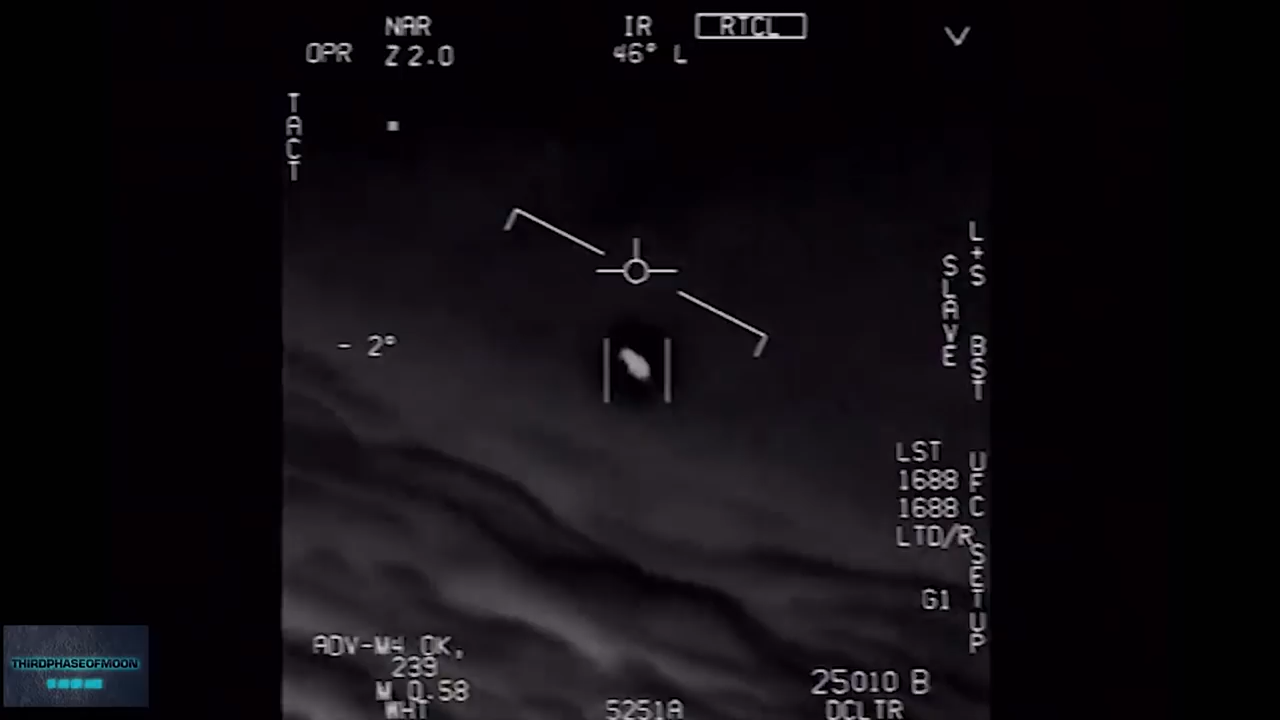 NAR
IR
RTCL
OPR
Z 2.0
46° L
TACT
- 2°
L+S
SLAVE
BST
LST
1688
1688
UFC
LTD/R
SETUP
G1
ADV-M4 OK,
239
M 0.58
WHT
5251A
25010 B
DCLTR
THIRDPHASEOFMOON